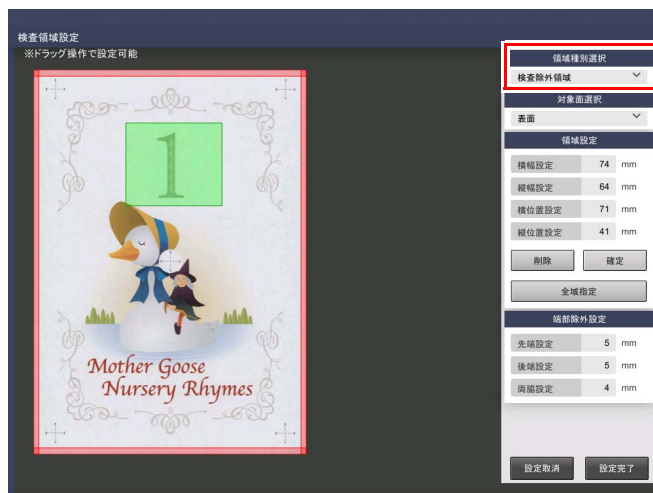 検査領域設定
※ドラッグ操作で設定可能
1
Mother Goose
Nursery Rhymes
領域種別選択
検査除外領域
対象面選択
表面
領域設定
横幅設定 74 mm
縦幅設定 64 mm
横位置設定 71 mm
縦位置設定 41 mm
削除 確定
全域指定
端部除外設定
先端設定 5 mm
後端設定 5 mm
両脇設定 4 mm
設定取消 設定完了